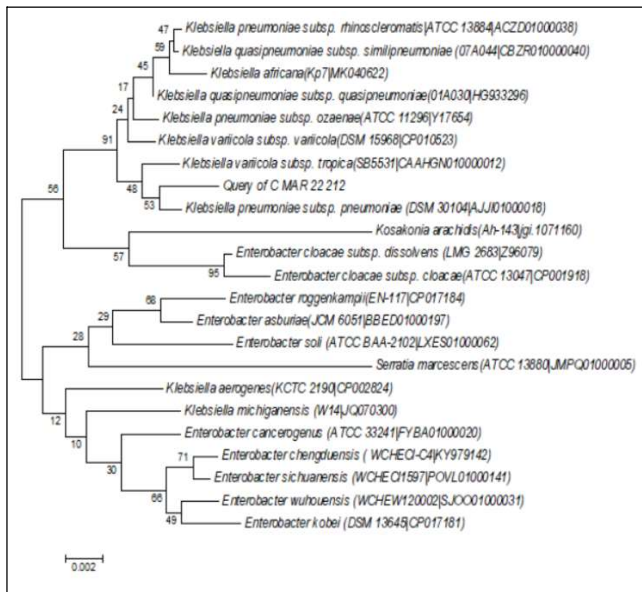 47 Klebsiella pneumoniae subsp. rhinoscleromatis|ATCC 13884|ACZD01000038)
59 Klebsiella quasipneumoniae subsp. similipneumoniae (07A044|CBZR010000040)
45 Klebsiella africana(Kp7|MK040622)
17 Klebsiella quasipneumoniae subsp. quasipneumoniae(01A030|HG933296)
24 Klebsiella pneumoniae subsp. ozaenae(ATCC 11296|Y17654)
91 Klebsiella variicola subsp. variicola(DSM 15968|CP010523)
Klebsiella variicola subsp. tropica(SB5531|CAAHGN010000012)
56 48 Query of C MAR 22 212
53 Klebsiella pneumoniae subsp. pneumoniae (DSM 30104|AJJI01000018)
Kosakonia arachidis(Ah-143|jgi.1071160)
57 Enterobacter cloacae subsp. dissolvens (LMG 2683|Z96079)
95 Enterobacter cloacae subsp. cloacae(ATCC 13047|CP001918)
68 Enterobacter roggenkampii(EN-117|CP017184)
29 Enterobacter asburiae(JCM 6051|BBED01000197)
28 Enterobacter soli (ATCC BAA-2102|LXES01000062)
Serratia marcescens(ATCC 13880|JMPQ01000005)
Klebsiella aerogenes(KCTC 2190|CP002824)
12 Klebsiella michiganensis (W14|JQ070300)
10 Enterobacter cancerogenus (ATCC 33241|FYBA01000020)
71 Enterobacter chengduensis ( WCHECI-C4|KY979142)
30 Enterobacter sichuanensis (WCHECI1597|POVL01000141)
66 Enterobacter wuhouensis (WCHEW120002|SJOO01000031)
49 Enterobacter kobei (DSM 13645|CP017181)
0.002